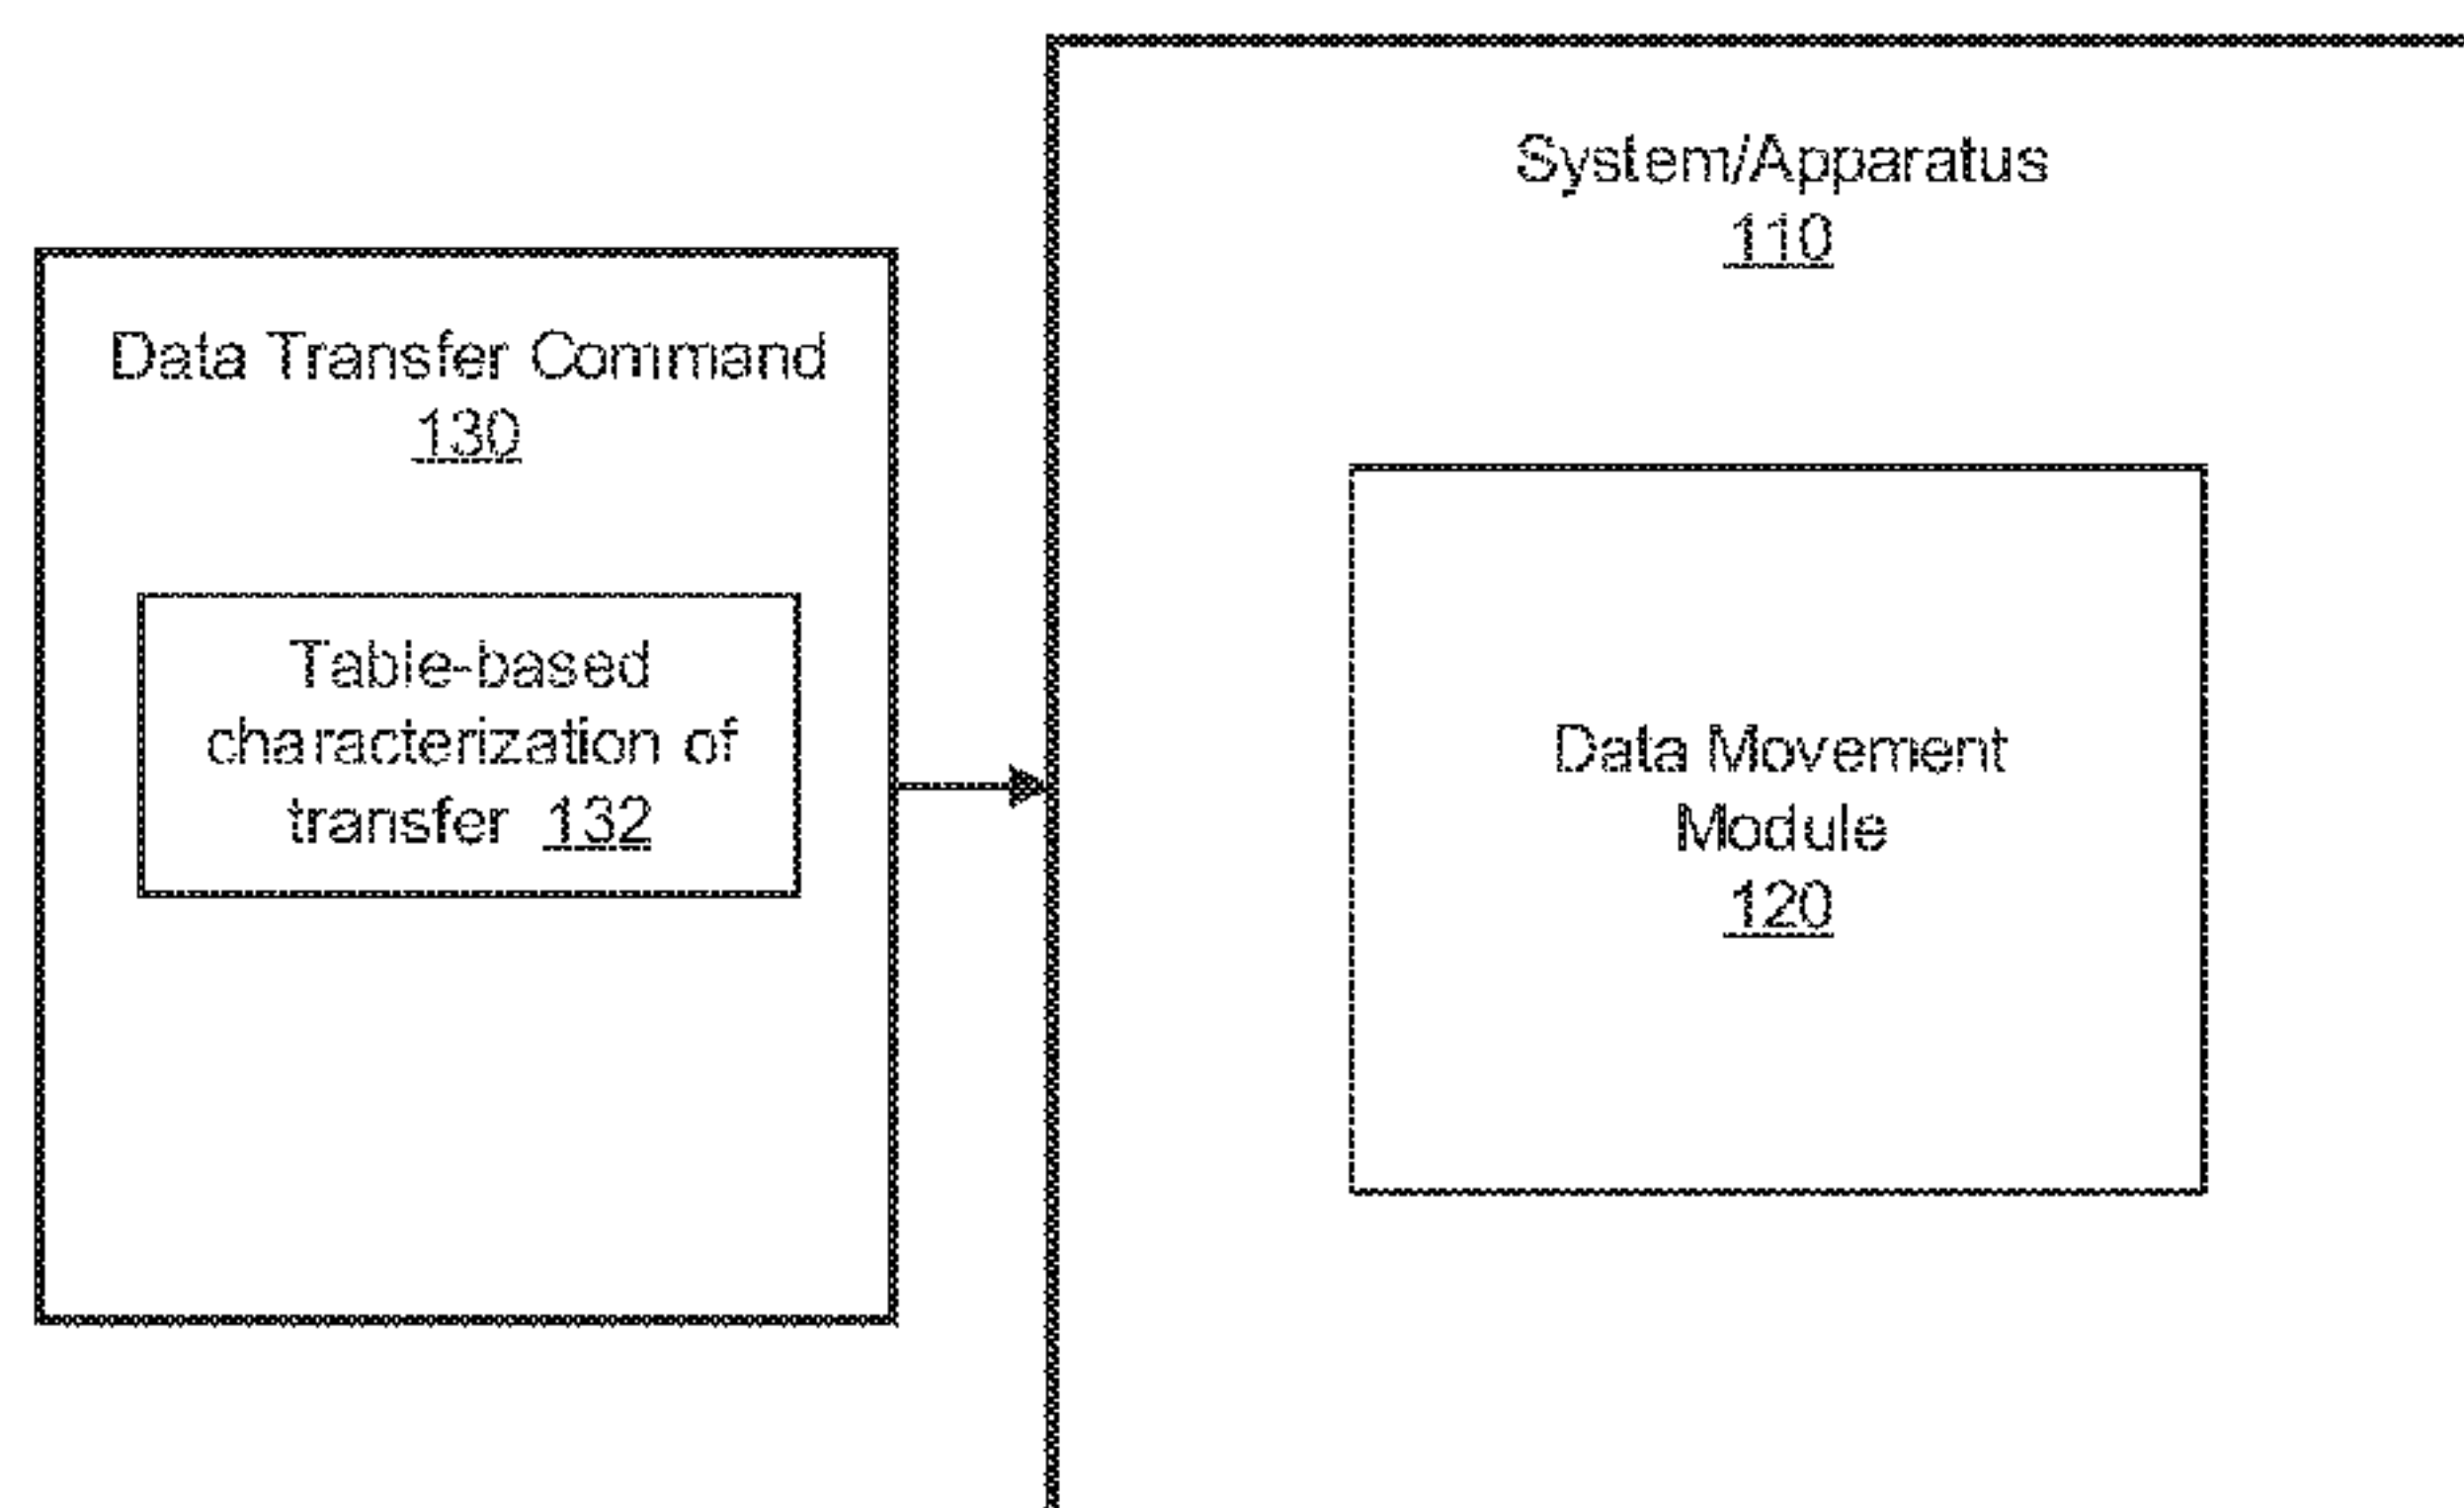 System/Apparatus
110
Data Transfer Command
130
Table-based
characterization of
transfer 132
Data Movement
Module
120